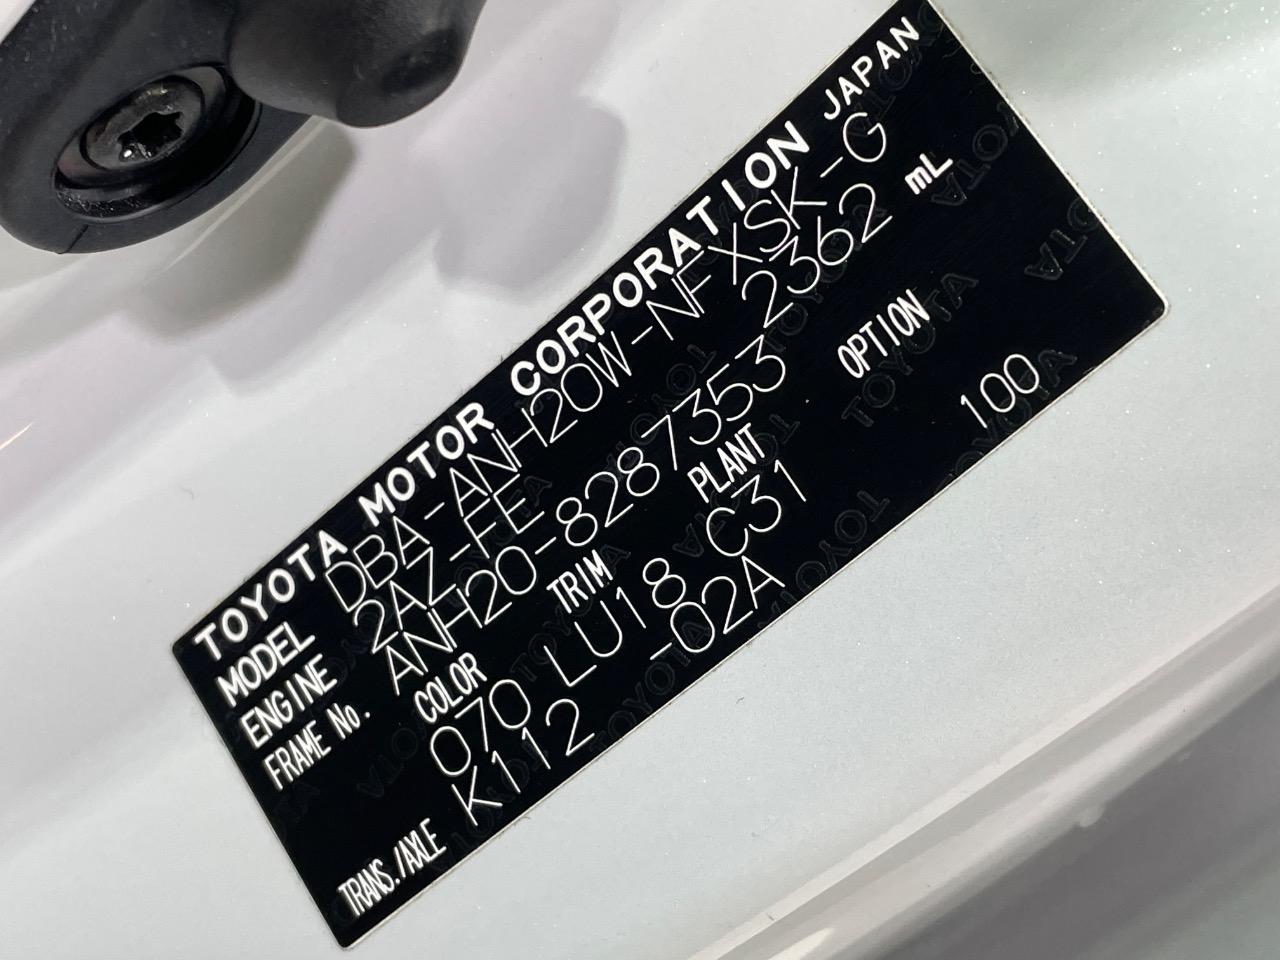 TOYOTA MOTOR CORPORATION JAPAN
MODEL DBA-ANH20W-NFXSK-G
ENGINE 2AZ-FE 2362 mL
FRAME No. ANH20-8287353
COLOR TRIM PLANT OPTION
070 LU18 C31 100
TRANS./AXLE K112 -02A